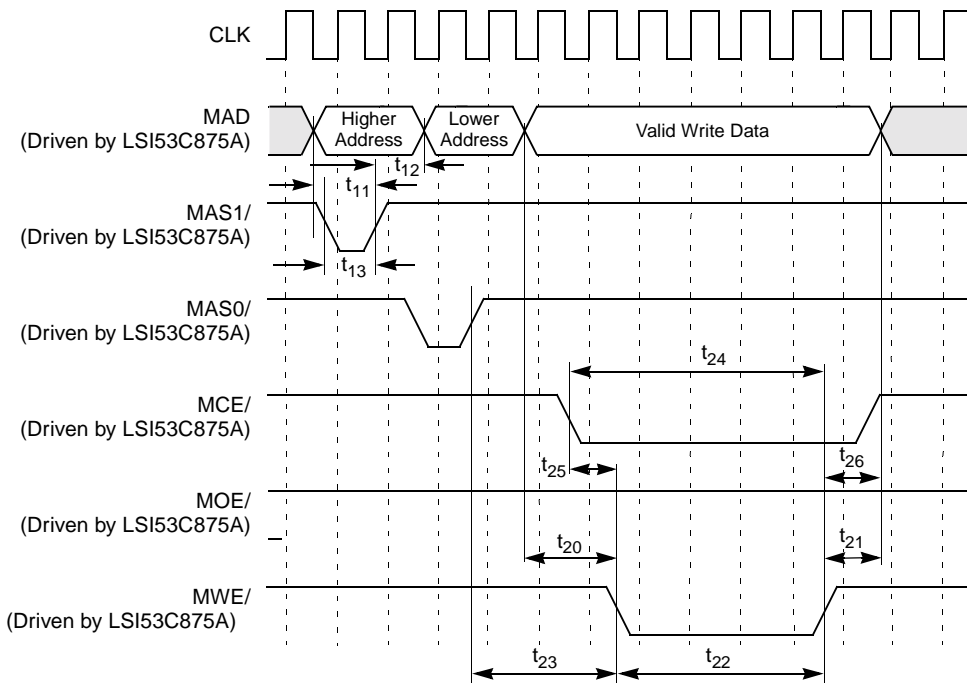 CLK
MAD
(Driven by LSI53C875A)
Higher
Address
Lower
Address
Valid Write Data
t12
t11
MAS1/
(Driven by LSI53C875A)
t13
MAS0/
(Driven by LSI53C875A)
t24
MCE/
(Driven by LSI53C875A)
t25
t26
MOE/
(Driven by LSI53C875A)
t20
t21
MWE/
(Driven by LSI53C875A)
t23
t22